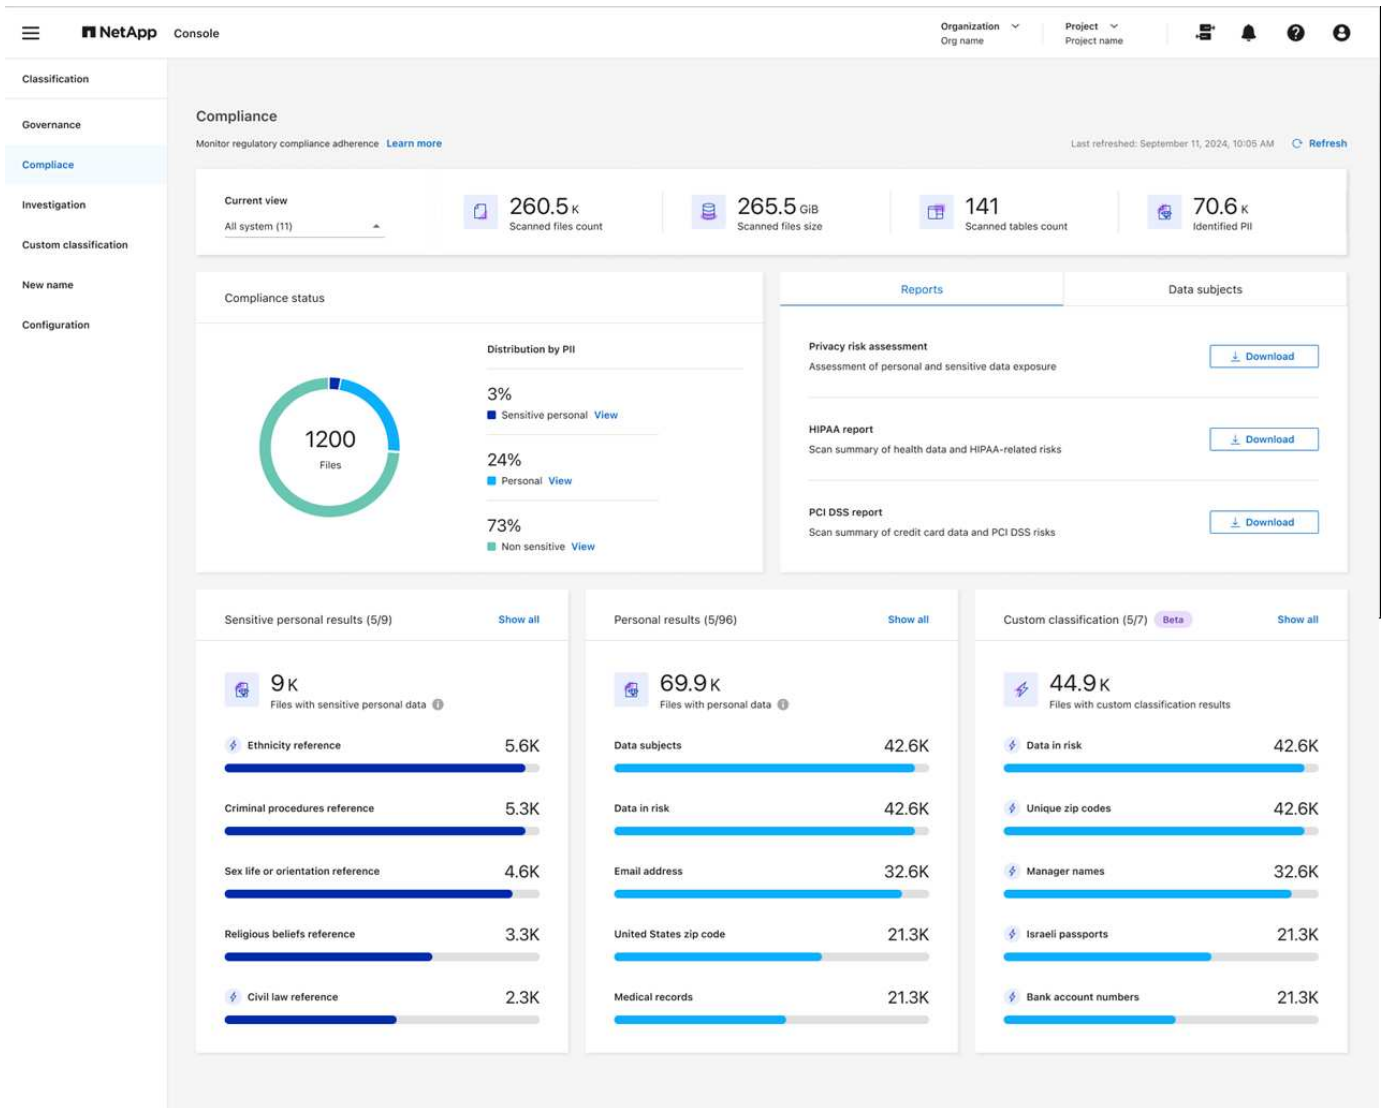 NetApp Console
Organization
Org name
Project
Project name
Classification
Governance
Compliace
Investigation
Custom classification
New name
Configuration
Compliance
Monitor regulatory compliance adherence Learn more
Last refreshed: September 11, 2024, 10:05 AM Refresh
Current view
All system (11)
260.5 K
Scanned files count
265.5 GiB
Scanned files size
141
Scanned tables count
70.6 K
Identified PII
Compliance status
1200
Files
Distribution by PII
3%
Sensitive personal View
24%
Personal View
73%
Non sensitive View
Reports Data subjects
Privacy risk assessment
Assessment of personal and sensitive data exposure
Download
HIPAA report
Scan summary of health data and HIPAA-related risks
Download
PCI DSS report
Scan summary of credit card data and PCI DSS risks
Download
Sensitive personal results (5/9) Show all
9 K
Files with sensitive personal data
Ethnicity reference 5.6K
Criminal procedures reference 5.3K
Sex life or orientation reference 4.6K
Religious beliefs reference 3.3K
Civil law reference 2.3K
Personal results (5/96) Show all
69.9 K
Files with personal data
Data subjects 42.6K
Data in risk 42.6K
Email address 32.6K
United States zip code 21.3K
Medical records 21.3K
Custom classification (5/7) Beta Show all
44.9 K
Files with custom classification results
Data in risk 42.6K
Unique zip codes 42.6K
Manager names 32.6K
Israeli passports 21.3K
Bank account numbers 21.3K